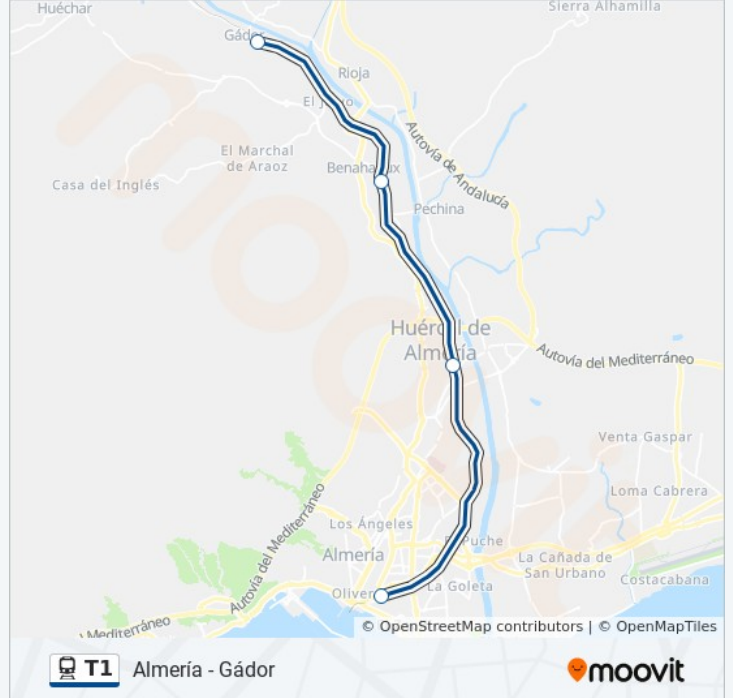 Huéchar
Sierra Alhamilla
Gádor
Rioja
El
Autovía de Andalucía
El Marchal
de Araoz
Benahadux
Casa del Inglés
Pechina
Huércal de
Almería
Autovía del Mediterráneo
Venta Gaspar
Loma Cabrera
Autovía del Mediterráneo
Los Ángeles
El Puche
Almería
La Cañada de
San Urbano
Costacabana
Oliveros
La Goleta
Mediterráneo
© OpenStreetMap contributors | © OpenMapTiles
T1 Almería - Gádor
moovit
moovit